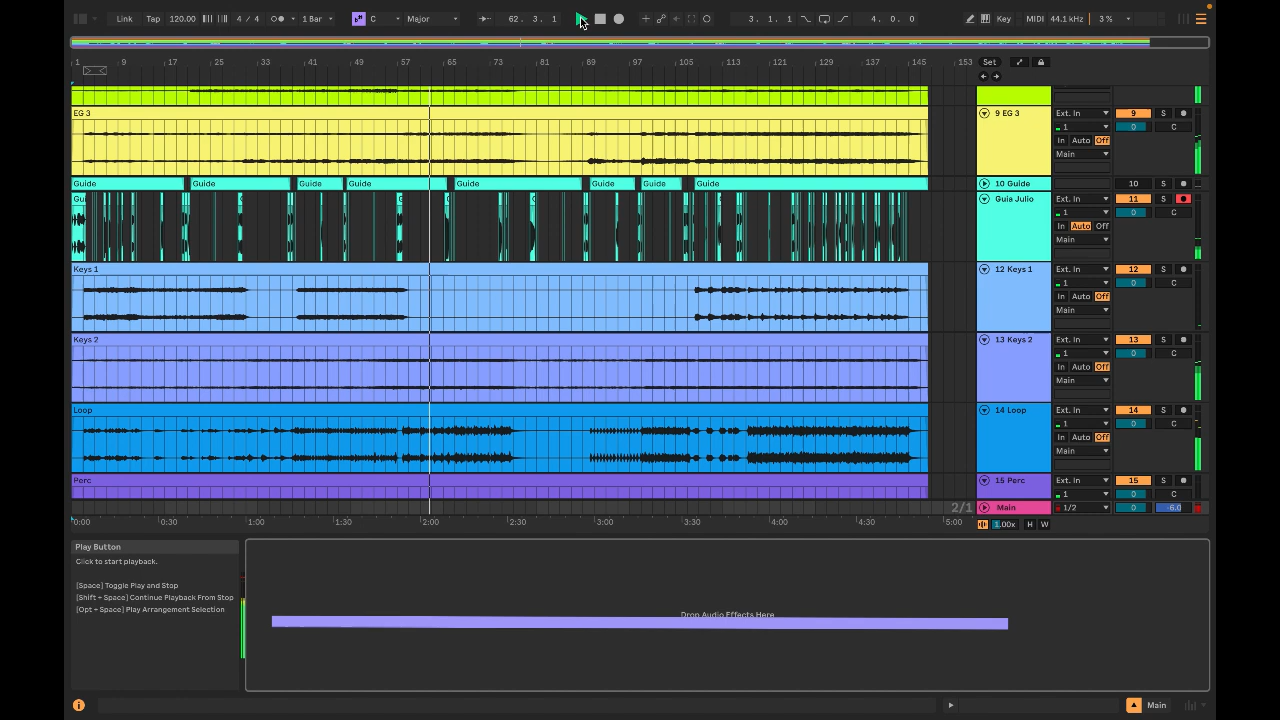 Link Tap 120.00 4 / 4 1 Bar C Major 62. 3. 1 3. 1. 1 4. 0. 0 Key MIDI 44.1 kHz 3 %
1 9 17 25 33 41 49 57 65 73 81 89 97 105 113 121 129 137 145 153 Set
EG 3 9 EG 3 Ext. In 9 S
1 0 C
In Auto Off
Main
Guide Guide Guide Guide Guide Guide Guide Guide 10 Guide 10 S
Gui Guia Julio Ext. In 11 S
1 0 C
In Auto Off
Main
Keys 1 12 Keys 1 Ext. In 12 S
1 0 C
In Auto Off
Main
Keys 2 13 Keys 2 Ext. In 13 S
1 0 C
In Auto Off
Main
Loop 14 Loop Ext. In 14 S
1 0 C
In Auto Off
Main
Perc 15 Perc Ext. In 15 S
1 0 C
2/1 Main 1/2 0 -6.0
0:00 0:30 1:00 1:30 2:00 2:30 3:00 3:30 4:00 4:30 5:00 1.00x H W
Play Button
Click to start playback.
[Space] Toggle Play and Stop
[Shift + Space] Continue Playback From Stop
[Opt + Space] Play Arrangement Selection
Drop Audio Effects Here
Main